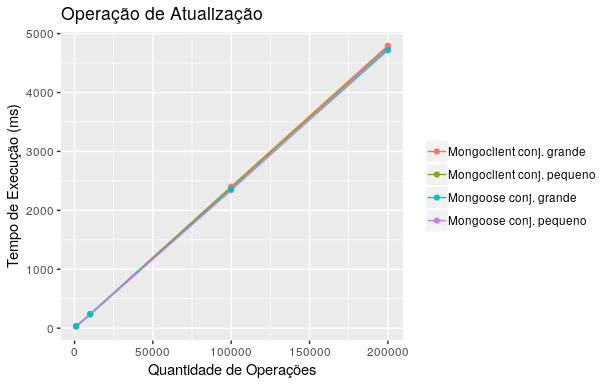 Operação de Atualização
Tempo de Execução (ms)
5000
4000
3000
2000
1000
0
0 50000 100000 150000 200000
Quantidade de Operações
Mongoclient conj. grande
Mongoclient conj. pequeno
Mongoose conj. grande
Mongoose conj. pequeno